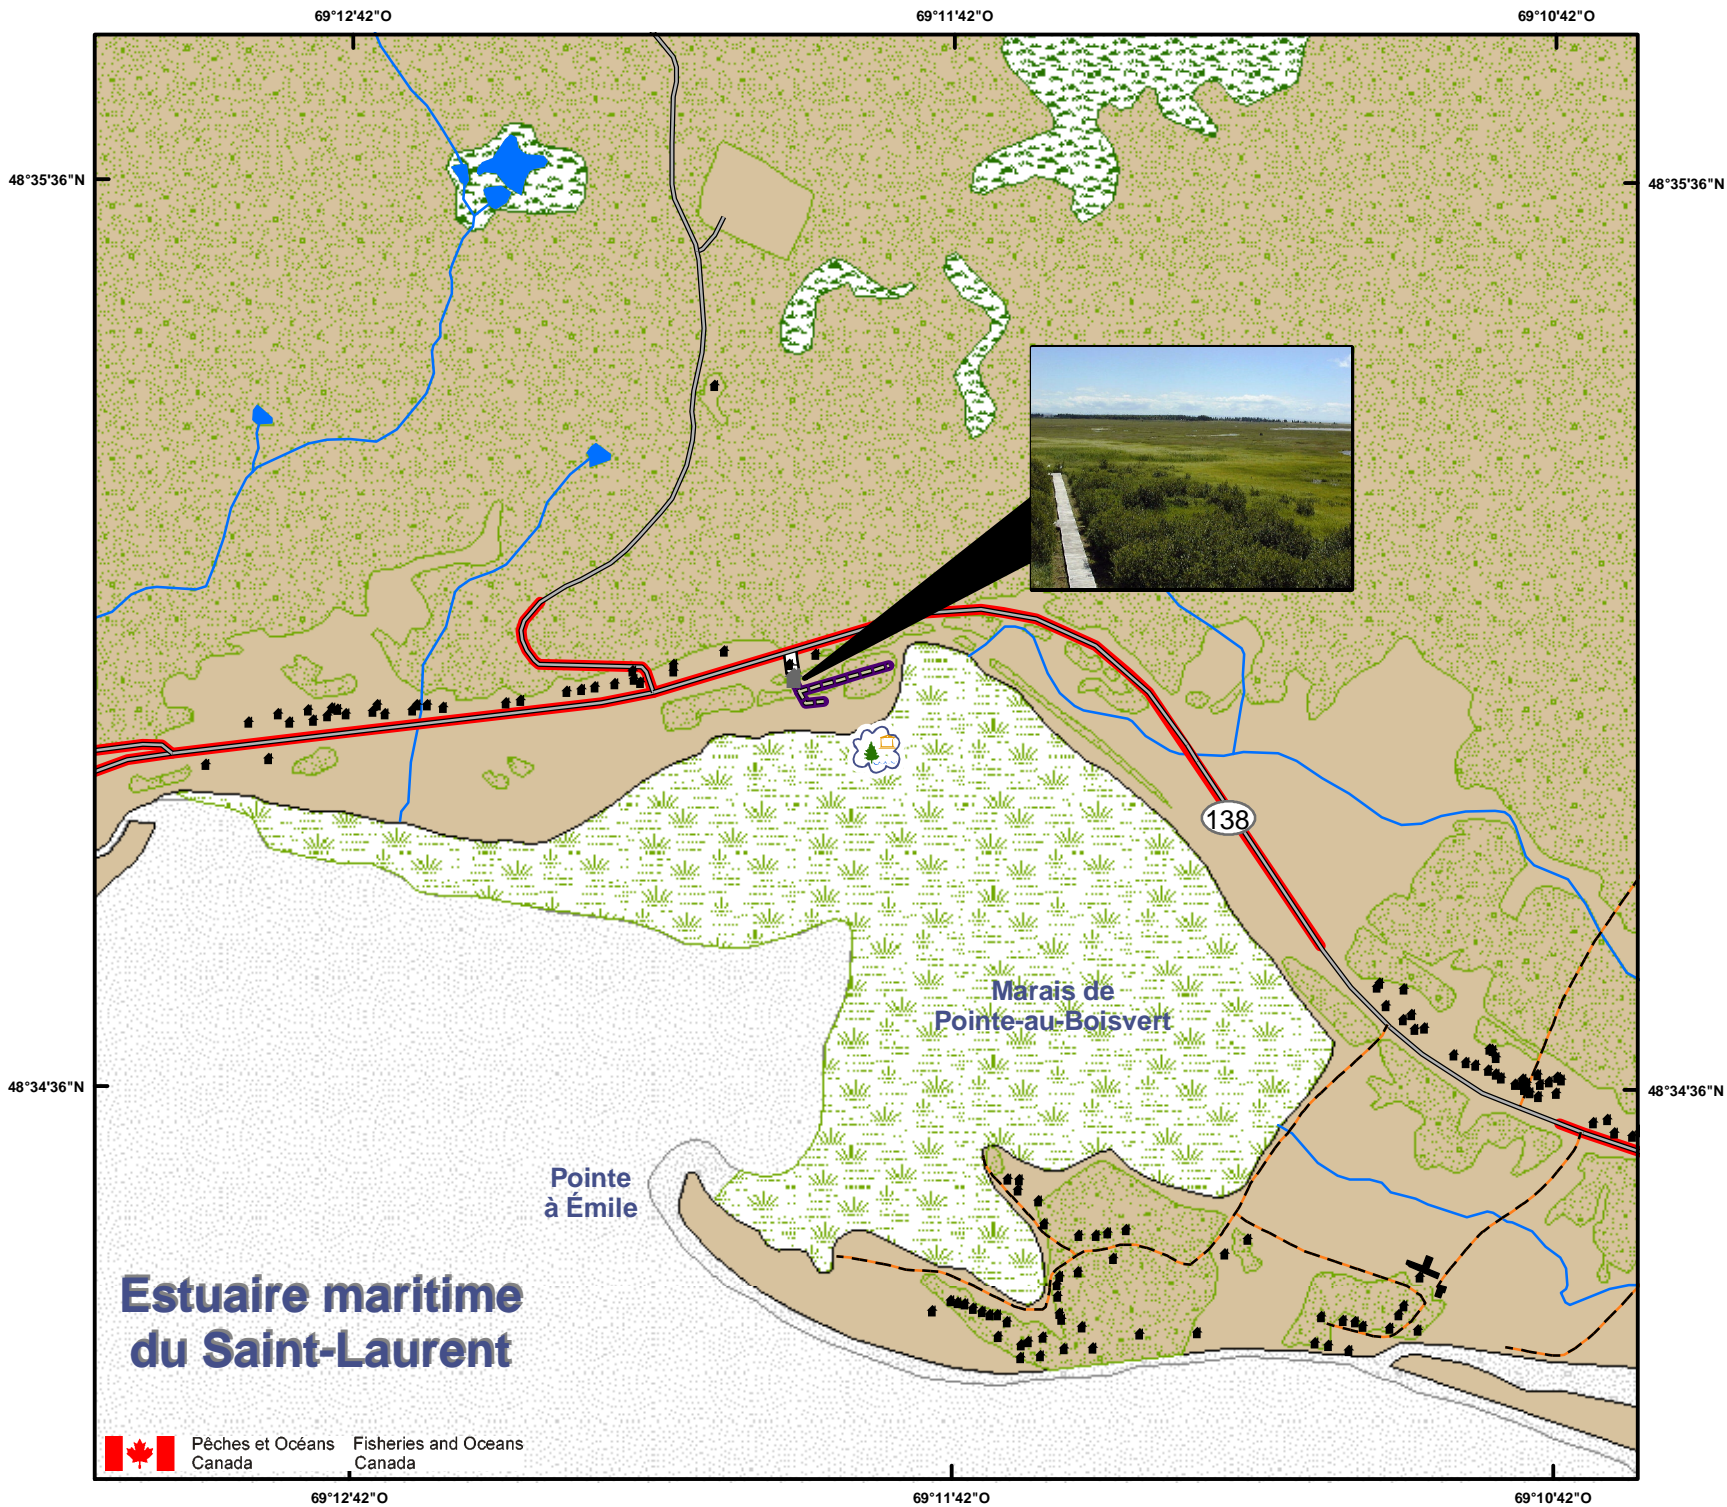 69°12'42"O
69°11'42"O
69°10'42"O
48°35'36"N
48°35'36"N
138
Marais de
Pointe-au-Boisvert
48°34'36"N
48°34'36"N
Pointe
à Émile
Estuaire maritime
du Saint-Laurent
Pêches et Océans
Canada
Fisheries and Oceans
Canada
69°12'42"O
69°11'42"O
69°10'42"O